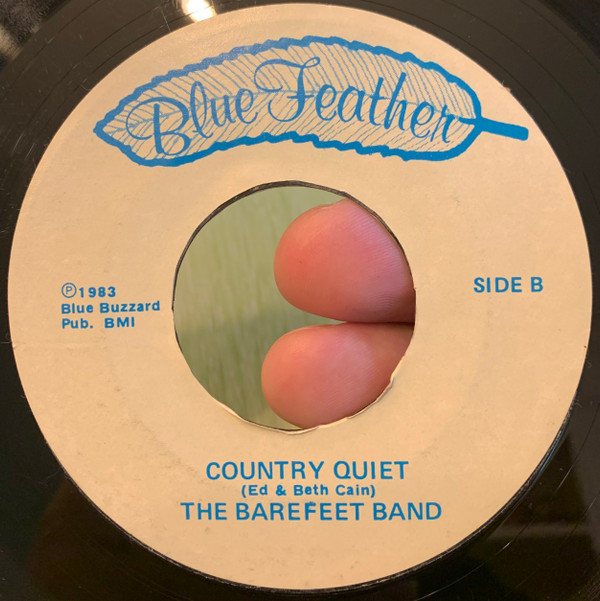 Blue Feather
℗1983
Blue Buzzard
Pub. BMI
SIDE B
COUNTRY QUIET
(Ed & Beth Cain)
THE BAREFEET BAND